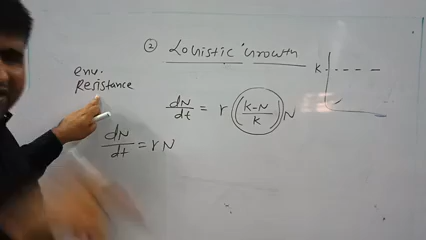 ② Logistic Growth
env.
Resistance
K
dN/dt = r (K-N/K) N
dN/dt = rN